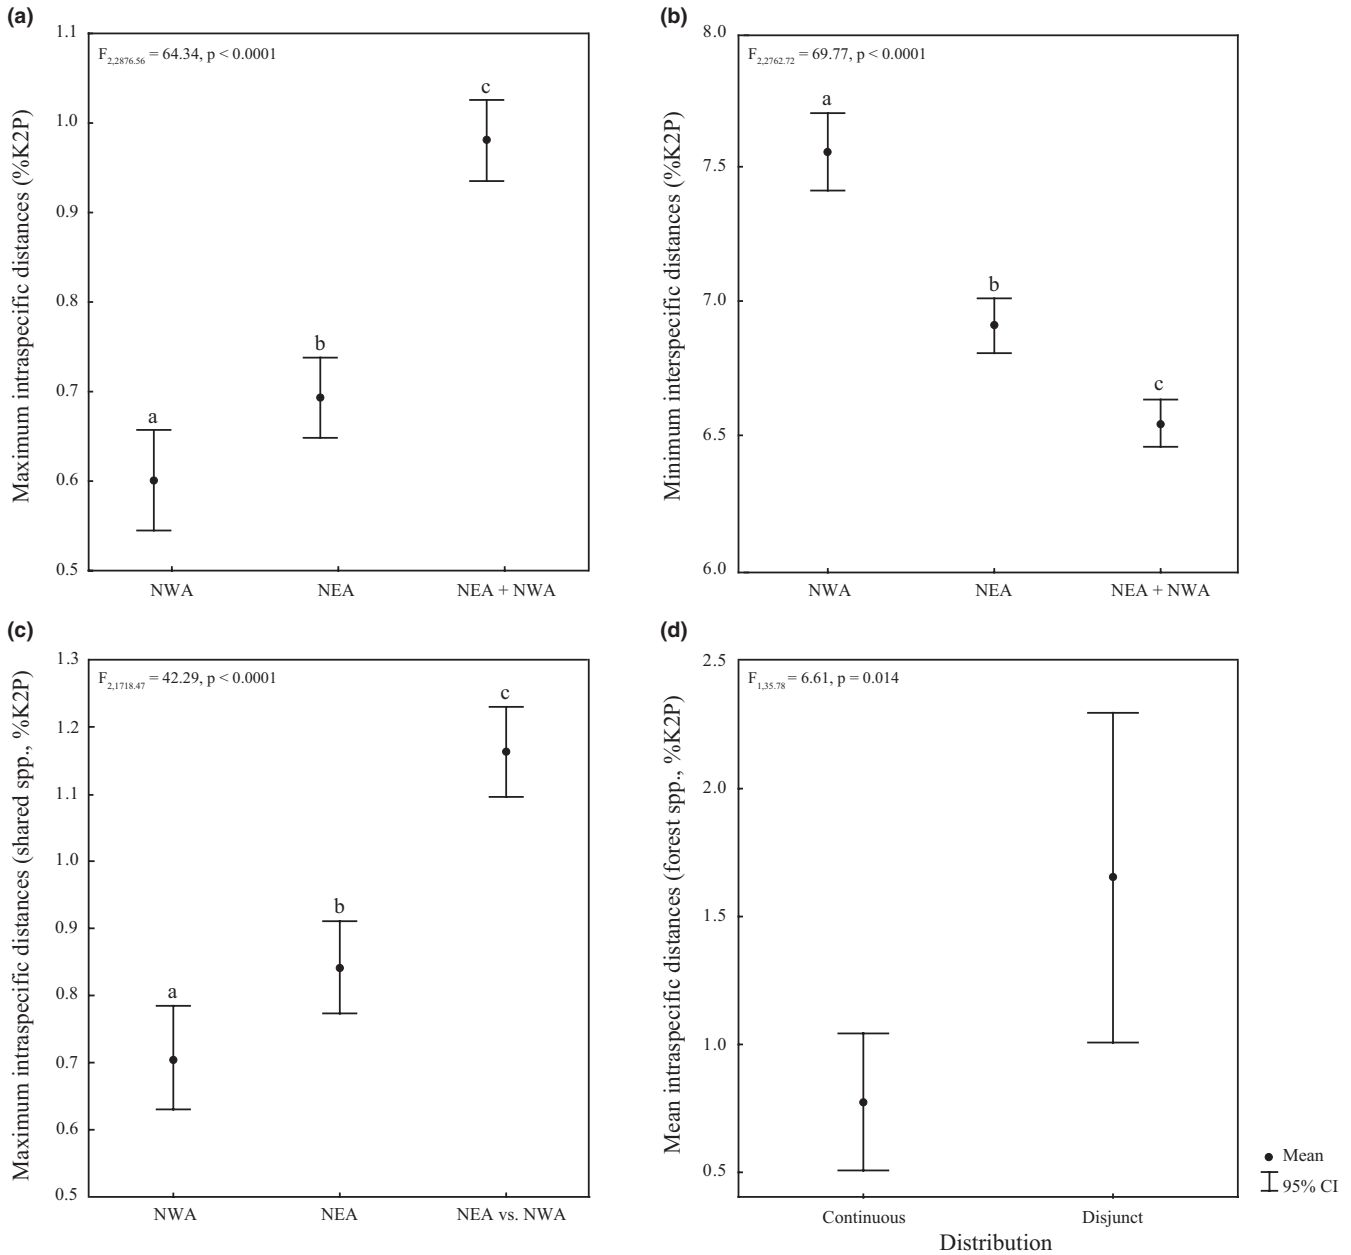 (a)
F2,2876.56 = 64.34, p < 0.0001
Maximum intraspecific distances (%K2P)
1.1
1.0
0.9
0.8
0.7
0.6
0.5
a
b
c
NWA NEA NEA + NWA
(b)
F2,2762.72 = 69.77, p < 0.0001
Minimum interspecific distances (%K2P)
8.0
7.5
7.0
6.5
6.0
a
b
c
NWA NEA NEA + NWA
(c)
F2,1718.47 = 42.29, p < 0.0001
Maximum intraspecific distances (shared spp., %K2P)
1.3
1.2
1.1
1.0
0.9
0.8
0.7
0.6
0.5
a
b
c
NWA NEA NEA vs. NWA
(d)
F1,35.78 = 6.61, p = 0.014
Mean intraspecific distances (forest spp., %K2P)
2.5
2.0
1.5
1.0
0.5
Continuous Disjunct
Distribution
Mean
95% CI